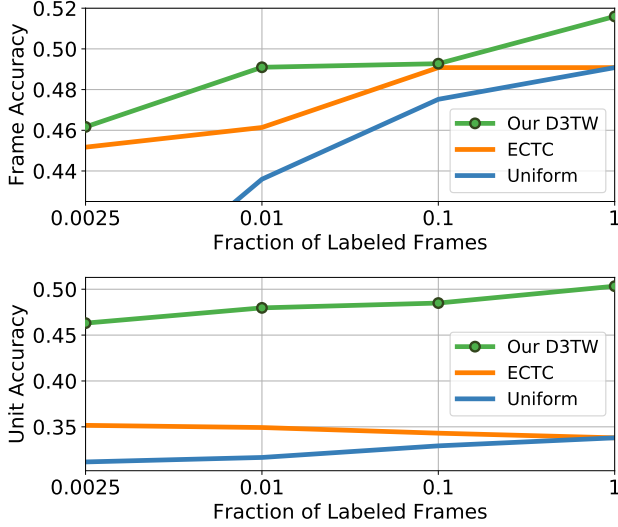 0.52
0.50
0.48
0.46
0.44
Frame Accuracy
Our D3TW
ECTC
Uniform
0.0025
0.01
0.1
1
Fraction of Labeled Frames
0.50
0.45
0.40
0.35
Unit Accuracy
Our D3TW
ECTC
Uniform
0.0025
0.01
0.1
1
Fraction of Labeled Frames